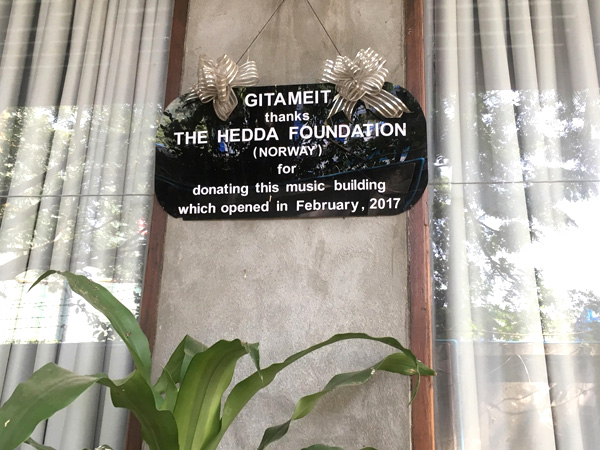 GITAMEIT
thanks
THE HEDDA FOUNDATION
(NORWAY)
for
donating this music building
which opened in February, 2017